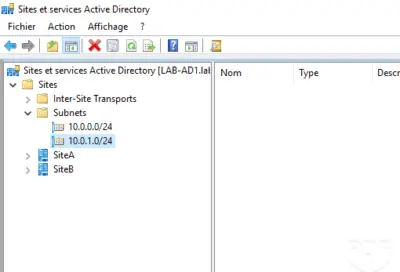 Sites et services Active Directory
Fichier Action Affichage ?
Sites et services Active Directory [LAB-AD1.lal
Sites
Inter-Site Transports
Subnets
10.0.0.0/24
10.0.1.0/24
SiteA
SiteB
Nom Type Descr